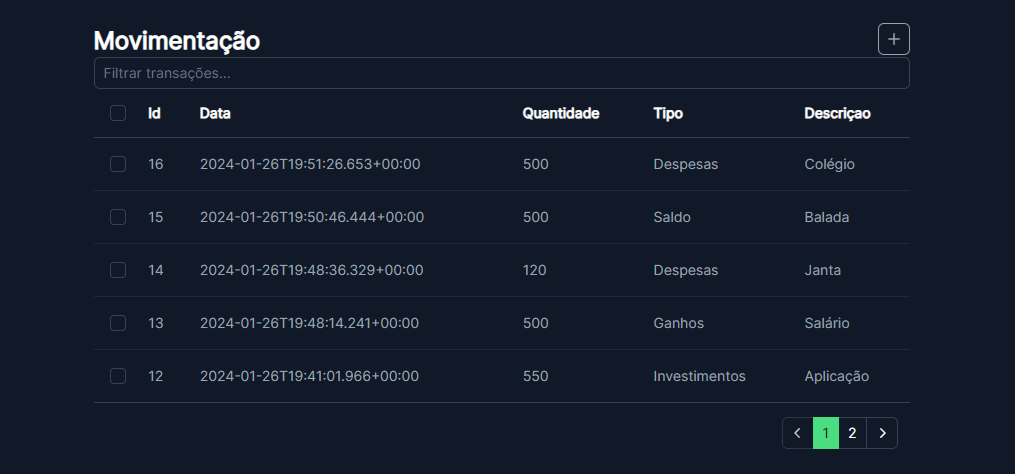 Movimentação
Filtrar transações...
Id Data Quantidade Tipo Descriçao
16 2024-01-26T19:51:26.653+00:00 500 Despesas Colégio
15 2024-01-26T19:50:46.444+00:00 500 Saldo Balada
14 2024-01-26T19:48:36.329+00:00 120 Despesas Janta
13 2024-01-26T19:48:14.241+00:00 500 Ganhos Salário
12 2024-01-26T19:41:01.966+00:00 550 Investimentos Aplicação
1 2